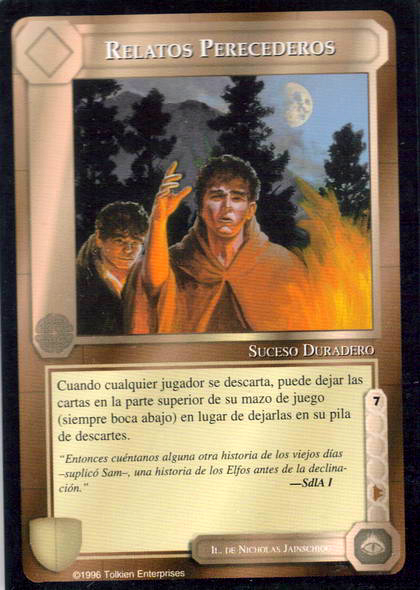 RELATOS PERECEDEROS
SUCESO DURADERO
Cuando cualquier jugador se descarta, puede dejar las
cartas en la parte superior de su mazo de juego
(siempre boca abajo) en lugar de dejarlas en su pila
de descartes.
7
“Entonces cuéntanos alguna otra historia de los viejos días
–suplicó Sam–, una historia de los Elfos antes de la declina-
ción.” —SdlA I
IL. DE NICHOLAS JAINSCHIGG
©1996 Tolkien Enterprises